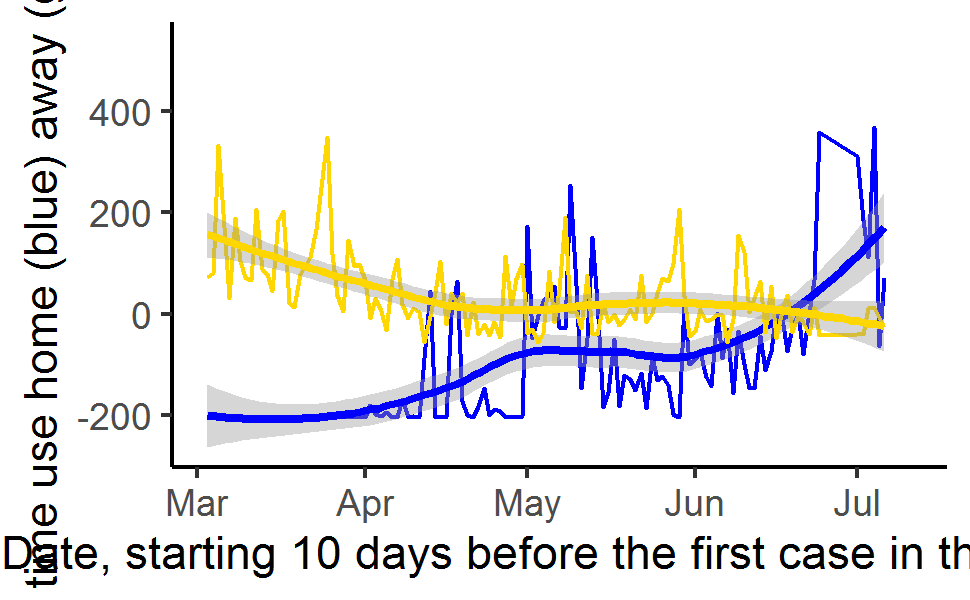 time use home (blue) away (
400
200
0
-200
Mar Apr May Jun Jul
Date, starting 10 days before the first case in th